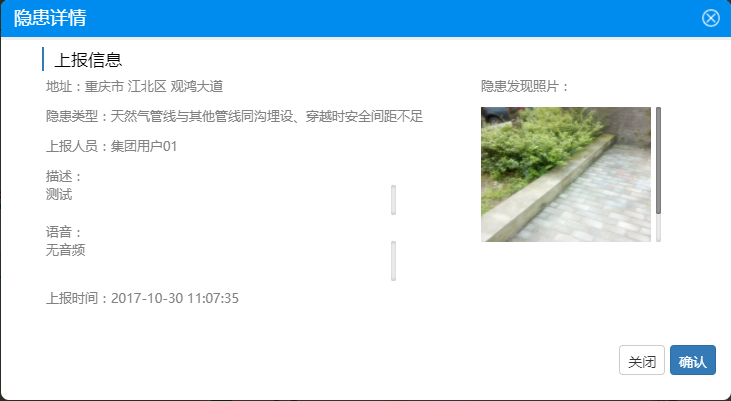 隐患详情
上报信息
地址：重庆市 江北区 观鸿大道
隐患发现照片：
隐患类型：天然气管线与其他管线同沟埋设、穿越时安全间距不足
上报人员：集团用户01
描述：
测试
语音：
无音频
上报时间：2017-10-30 11:07:35
关闭
确认